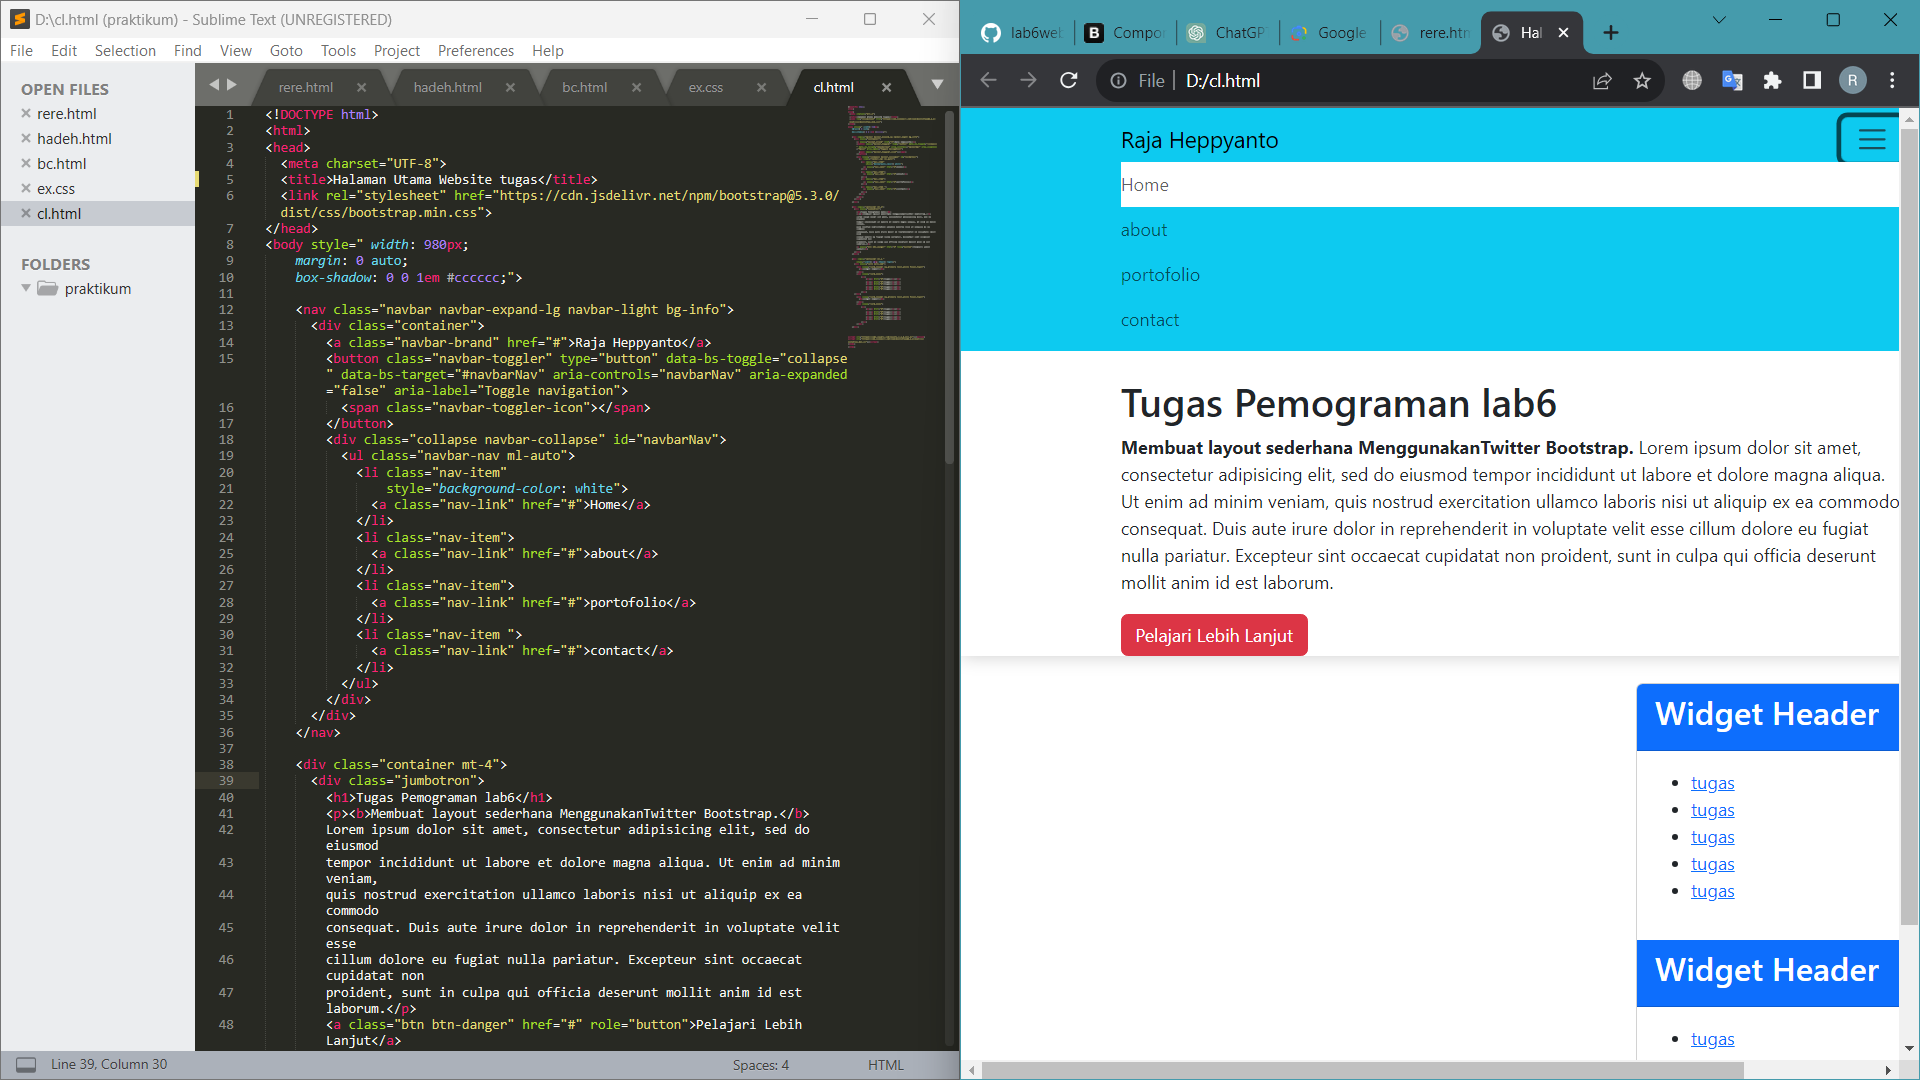 D:\cl.html (praktikum) - Sublime Text (UNREGISTERED)
File Edit Selection Find View Goto Tools Project Preferences Help
OPEN FILES
rere.html
hadeh.html
bc.html
ex.css
cl.html
FOLDERS
praktikum
rere.html hadeh.html bc.html ex.css cl.html
1 <!DOCTYPE html>
2 <html>
3 <head>
4 <meta charset="UTF-8">
5 <title>Halaman Utama Website tugas</title>
6 <link rel="stylesheet" href="https://cdn.jsdelivr.net/npm/bootstrap@5.3.0/
dist/css/bootstrap.min.css">
7 </head>
8 <body style=" width: 980px;
9 margin: 0 auto;
10 box-shadow: 0 0 1em #cccccc;">
11
12 <nav class="navbar navbar-expand-lg navbar-light bg-info">
13 <div class="container">
14 <a class="navbar-brand" href="#">Raja Heppyanto</a>
15 <button class="navbar-toggler" type="button" data-bs-toggle="collapse
" data-bs-target="#navbarNav" aria-controls="navbarNav" aria-expanded
="false" aria-label="Toggle navigation">
16 <span class="navbar-toggler-icon"></span>
17 </button>
18 <div class="collapse navbar-collapse" id="navbarNav">
19 <ul class="navbar-nav ml-auto">
20 <li class="nav-item"
21 style="background-color: white">
22 <a class="nav-link" href="#">Home</a>
23 </li>
24 <li class="nav-item">
25 <a class="nav-link" href="#">about</a>
26 </li>
27 <li class="nav-item">
28 <a class="nav-link" href="#">portofolio</a>
29 </li>
30 <li class="nav-item ">
31 <a class="nav-link" href="#">contact</a>
32 </li>
33 </ul>
34 </div>
35 </div>
36 </nav>
37
38 <div class="container mt-4">
39 <div class="jumbotron">
40 <h1>Tugas Pemograman lab6</h1>
41 <p><b>Membuat layout sederhana MenggunakanTwitter Bootstrap.</b>
42 Lorem ipsum dolor sit amet, consectetur adipisicing elit, sed do
eiusmod
43 tempor incididunt ut labore et dolore magna aliqua. Ut enim ad minim
veniam,
44 quis nostrud exercitation ullamco laboris nisi ut aliquip ex ea
commodo
45 consequat. Duis aute irure dolor in reprehenderit in voluptate velit
esse
46 cillum dolore eu fugiat nulla pariatur. Excepteur sint occaecat
cupidatat non
47 proident, sunt in culpa qui officia deserunt mollit anim id est
laborum.</p>
48 <a class="btn btn-danger" href="#" role="button">Pelajari Lebih
Lanjut</a>
Line 39, Column 30 Spaces: 4 HTML
lab6we B Compo ChatGP Google rere.htm Hal
File D:/cl.html R
Raja Heppyanto
Home
about
portofolio
contact
Tugas Pemograman lab6
Membuat layout sederhana MenggunakanTwitter Bootstrap. Lorem ipsum dolor sit amet,
consectetur adipisicing elit, sed do eiusmod tempor incididunt ut labore et dolore magna aliqua.
Ut enim ad minim veniam, quis nostrud exercitation ullamco laboris nisi ut aliquip ex ea commodo
consequat. Duis aute irure dolor in reprehenderit in voluptate velit esse cillum dolore eu fugiat
nulla pariatur. Excepteur sint occaecat cupidatat non proident, sunt in culpa qui officia deserunt
mollit anim id est laborum.
Pelajari Lebih Lanjut
Widget Header
tugas
tugas
tugas
tugas
tugas
Widget Header
tugas